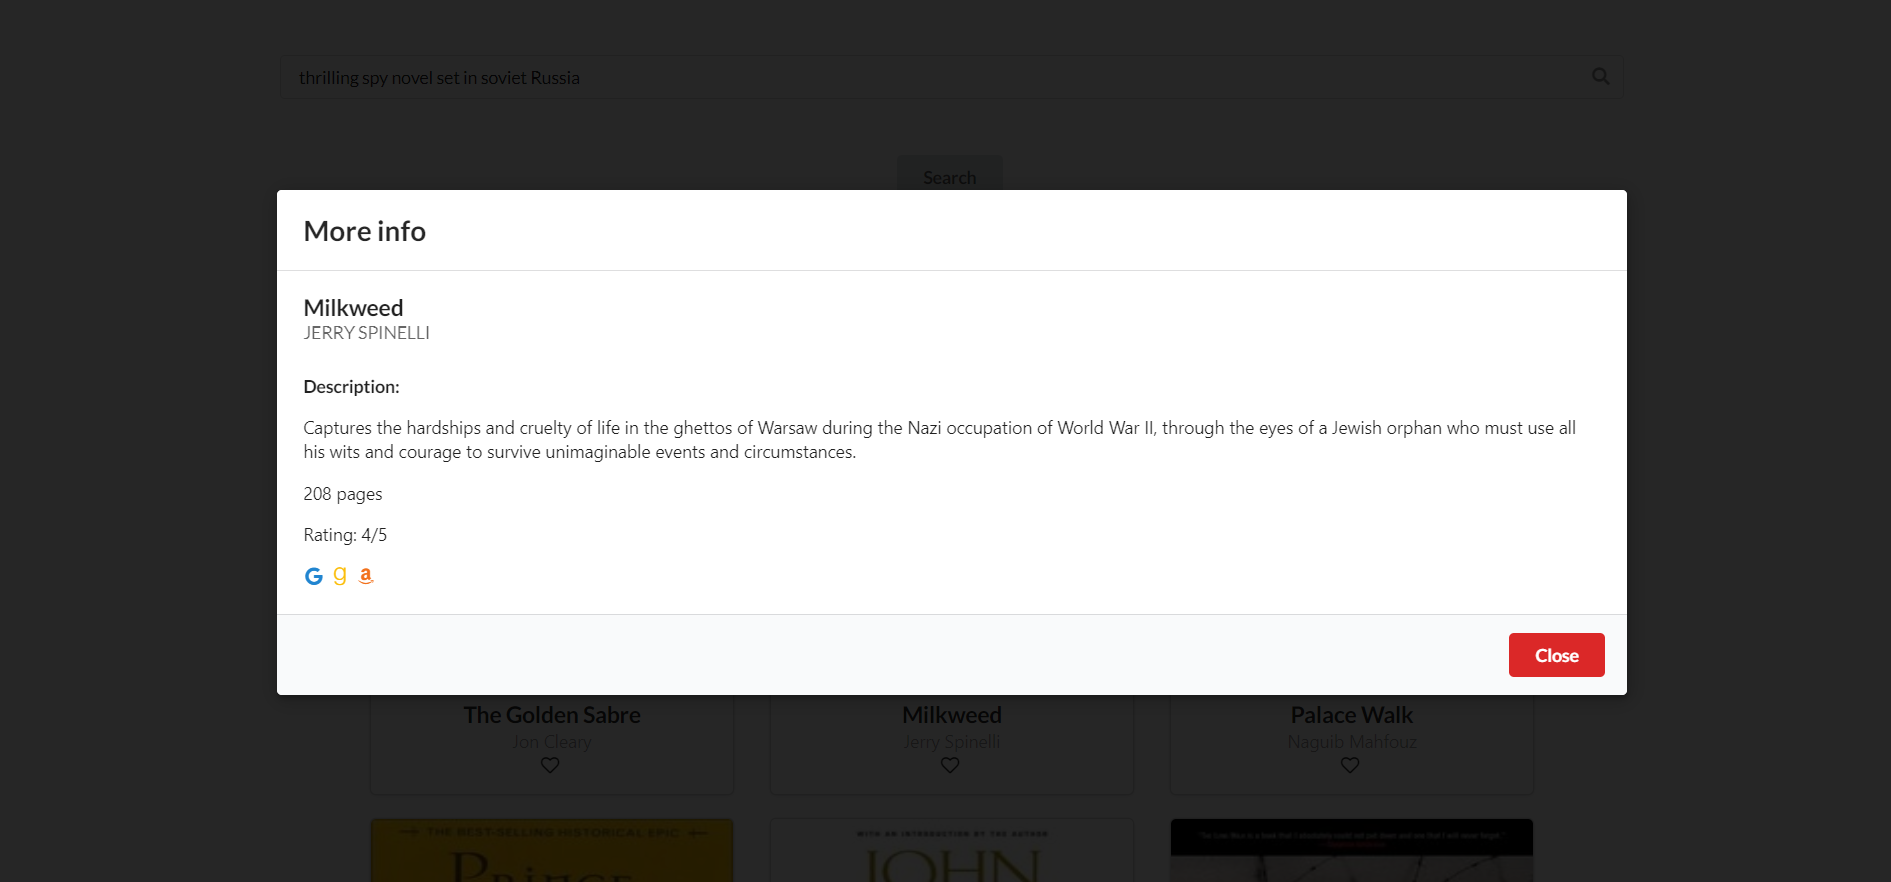 thrilling spy novel set in soviet Russia
Search
More info
Milkweed
JERRY SPINELLI
Description:
Captures the hardships and cruelty of life in the ghettos of Warsaw during the Nazi occupation of World War II, through the eyes of a Jewish orphan who must use all
his wits and courage to survive unimaginable events and circumstances.
208 pages
Rating: 4/5
G g a
Close
The Golden Sabre
Jon Cleary
Milkweed
Jerry Spinelli
Palace Walk
Naguib Mahfouz
THE BEST-SELLING HISTORICAL EPIC
PRINCE
WITH AN INTRODUCTION BY THE AUTHOR
JOHN